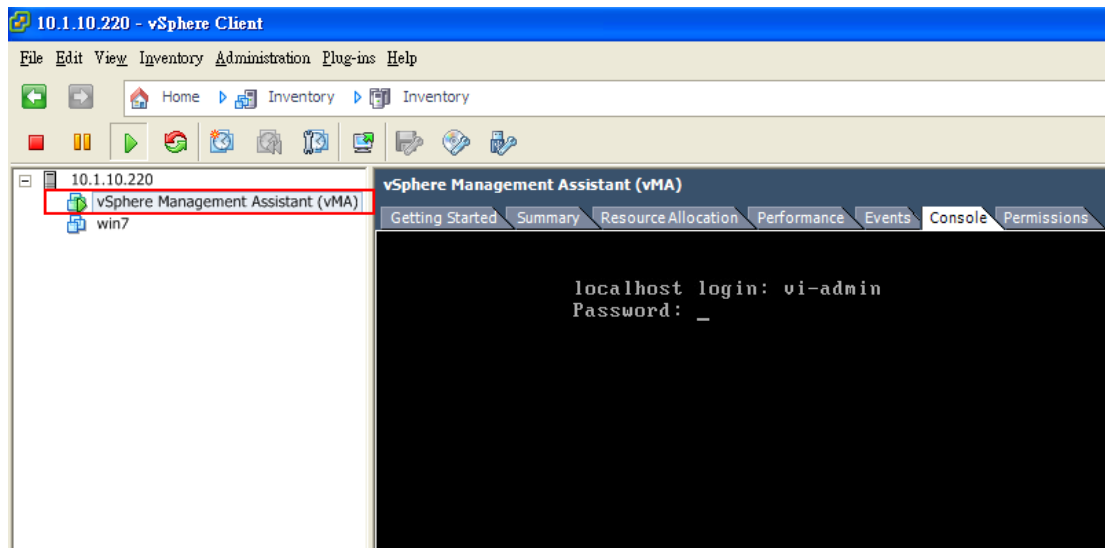 10.1.10.220 - vSphere Client
File Edit View Inventory Administration Plug-ins Help
Home Inventory Inventory
10.1.10.220
vSphere Management Assistant (vMA)
win7
vSphere Management Assistant (vMA)
Getting Started Summary Resource Allocation Performance Events Console Permissions
localhost login: vi-admin
Password: _